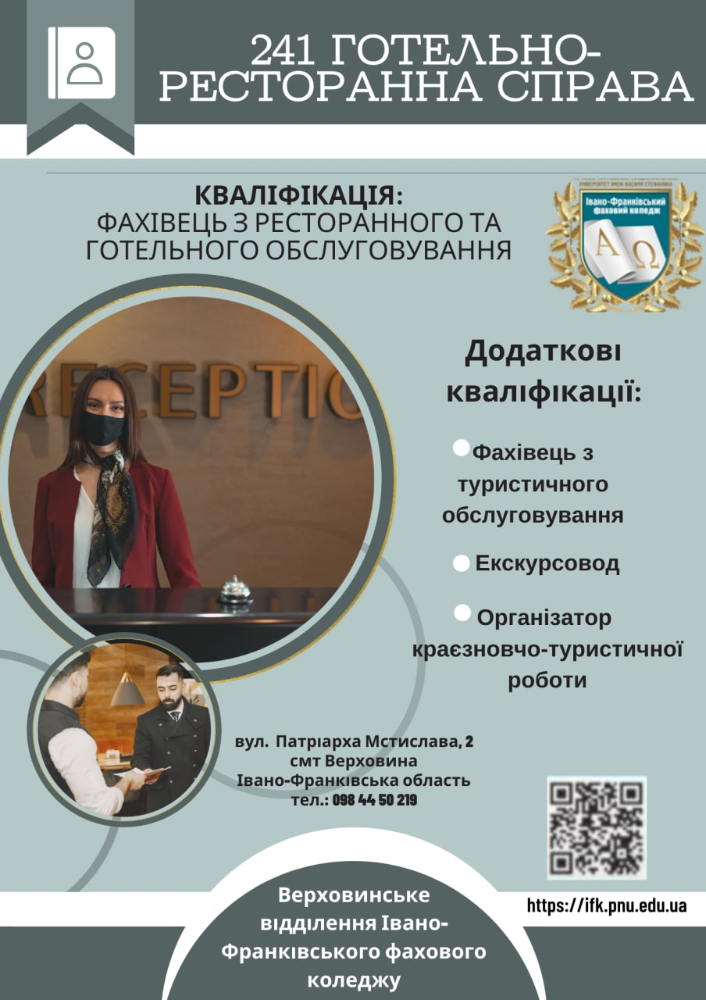 241 ГОТЕЛЬНО-
РЕСТОРАННА СПРАВА
КВАЛІФІКАЦІЯ:
ФАХІВЕЦЬ З РЕСТОРАННОГО ТА
ГОТЕЛЬНОГО ОБСЛУГОВУВАННЯ
УНІВЕРСИТЕТ ІМЕНІ ВАСИЛЯ СТЕФАНИКА
Івано-Франківський
фаховий коледж
Α Ω
RECEPTIO
Додаткові
кваліфікації:
Фахівець з
туристичного
обслуговування
Екскурсовод
Організатор
краєзновчо-туристичної
роботи
вул. Патріарха Мстислава, 2
смт Верховина
Івано-Франківська область
тел.: 098 44 50 219
https://ifk.pnu.edu.ua
Верховинське
відділення Івано-
Франківського фахового
коледжу